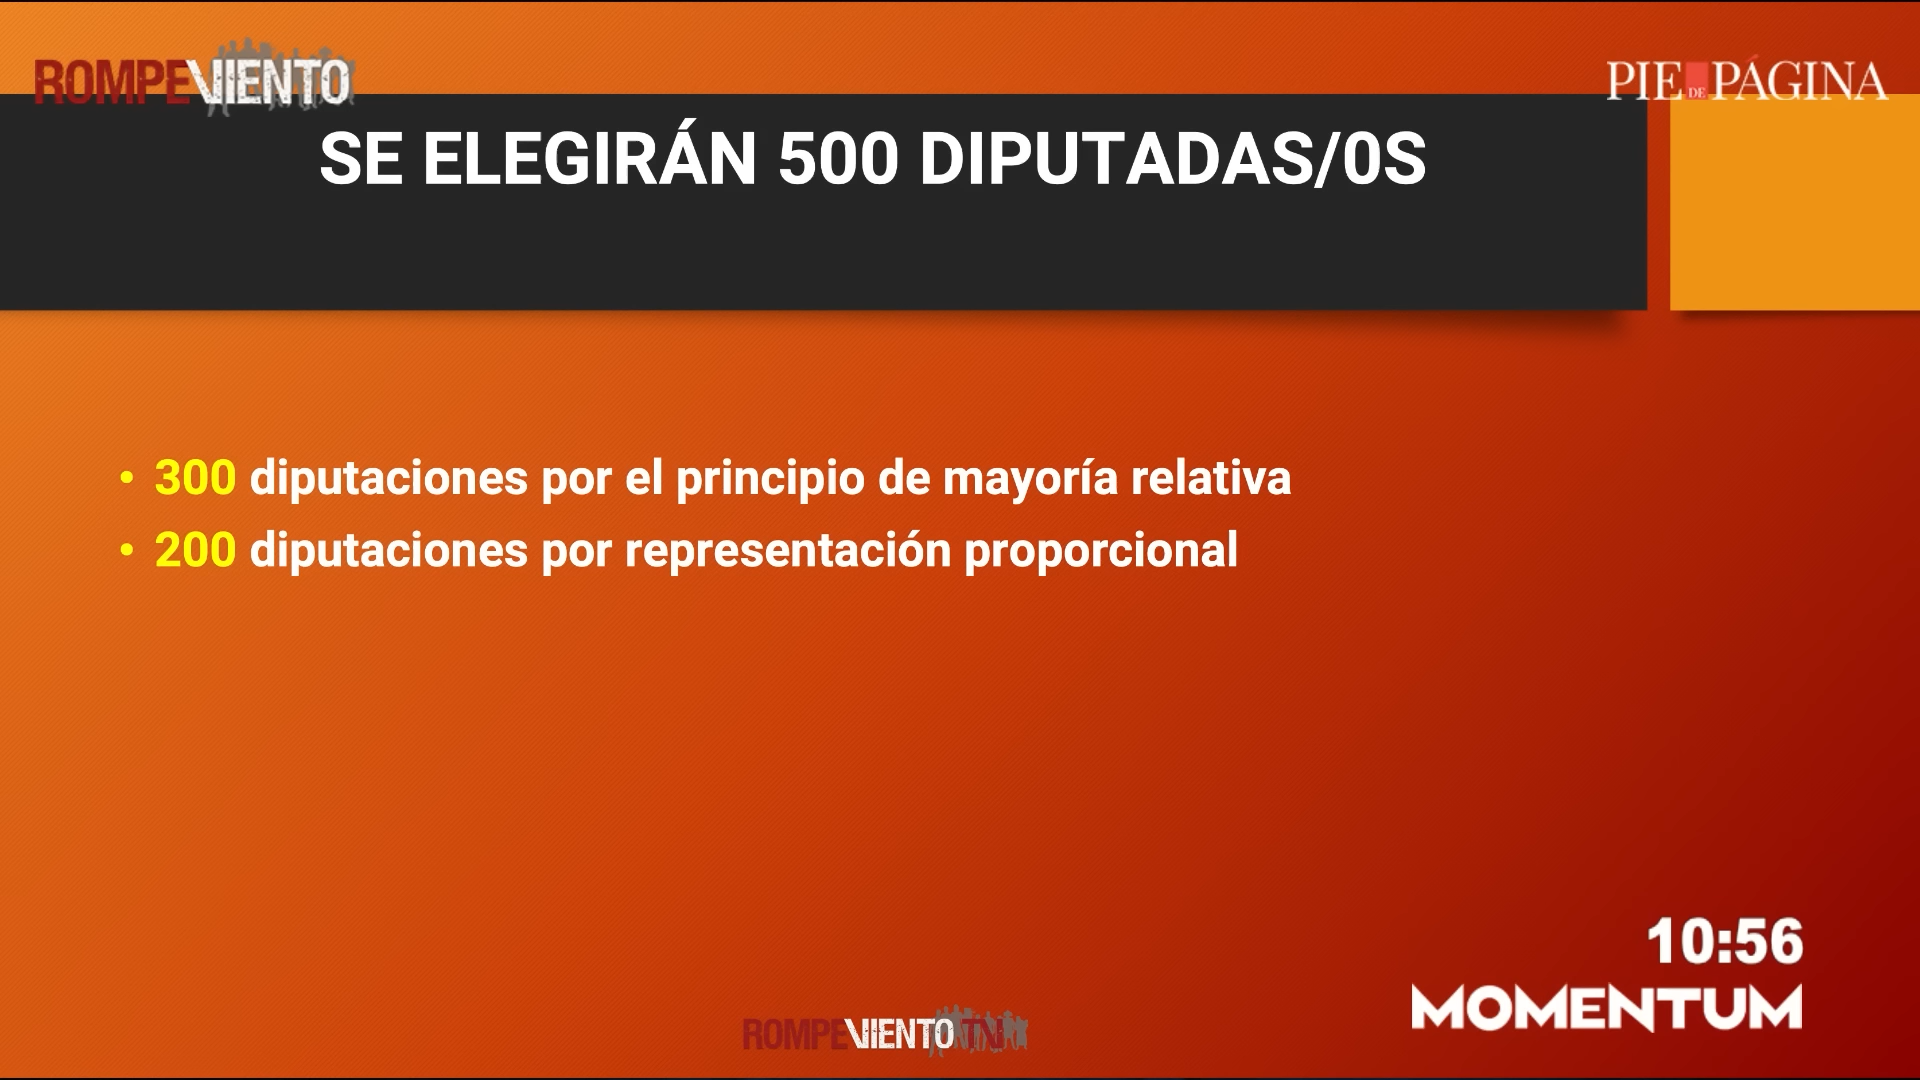 ROMPEVIENTO
PIE DE PÁGINA
SE ELEGIRÁN 500 DIPUTADAS/0S
• 300 diputaciones por el principio de mayoría relativa
• 200 diputaciones por representación proporcional
10:56
MOMENTUM
ROMPEVIENTO TV